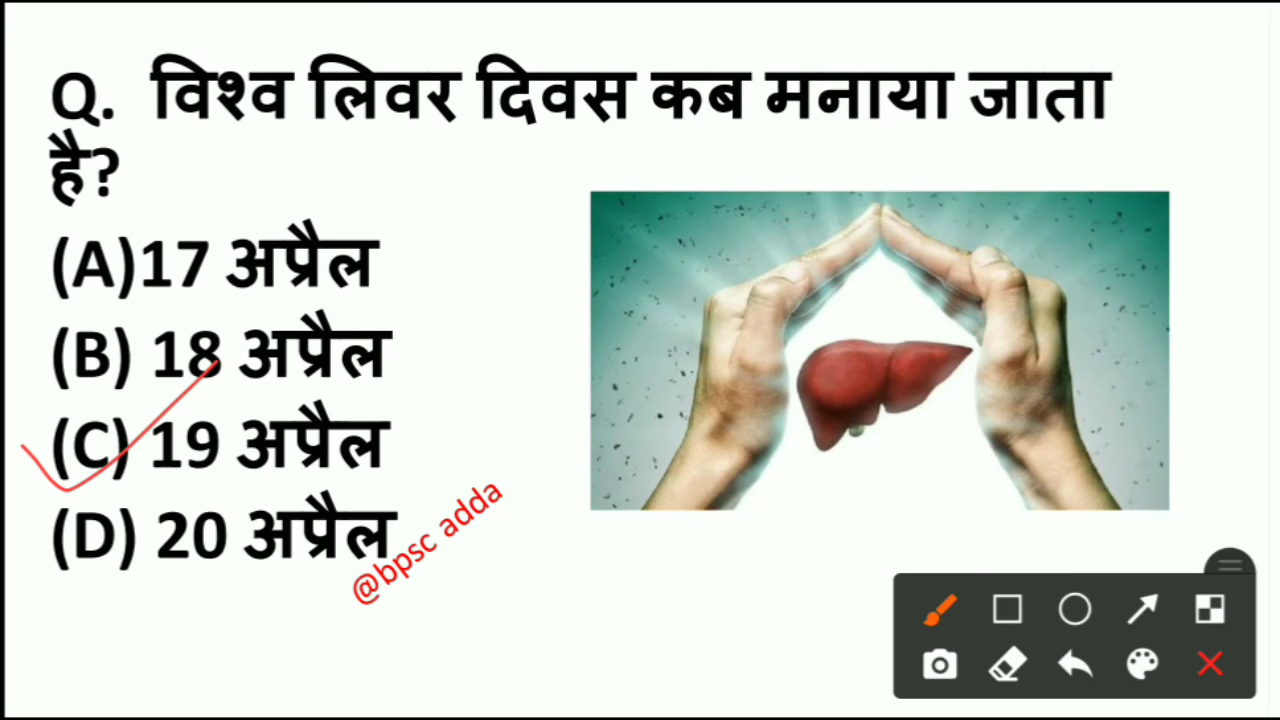 Q. विश्व लिवर दिवस कब मनाया जाता
है?
(A)17 अप्रैल
(B) 18 अप्रैल
(C) 19 अप्रैल
(D) 20 अप्रैल
@bpsc adda